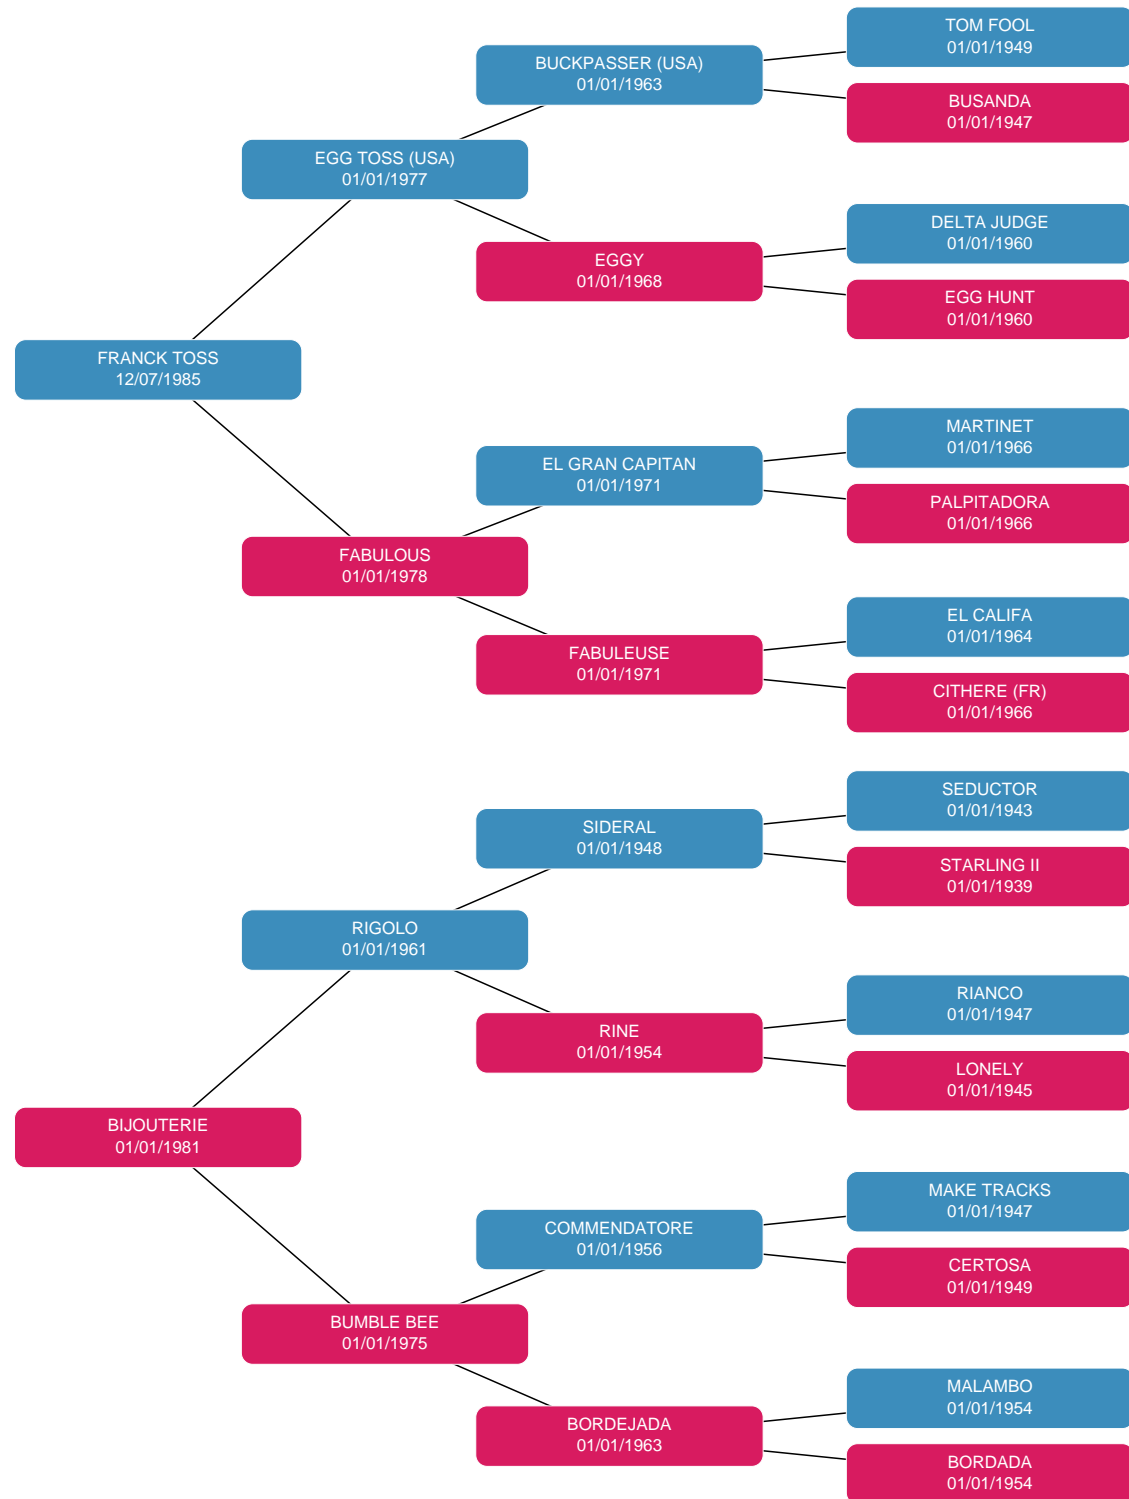 TOM FOOL
01/01/1949
BUCKPASSER (USA)
01/01/1963
BUSANDA
01/01/1947
EGG TOSS (USA)
01/01/1977
DELTA JUDGE
01/01/1960
EGGY
01/01/1968
EGG HUNT
01/01/1960
FRANCK TOSS
12/07/1985
MARTINET
01/01/1966
EL GRAN CAPITAN
01/01/1971
PALPITADORA
01/01/1966
FABULOUS
01/01/1978
EL CALIFA
01/01/1964
FABULEUSE
01/01/1971
CITHERE (FR)
01/01/1966
SEDUCTOR
01/01/1943
SIDERAL
01/01/1948
STARLING II
01/01/1939
RIGOLO
01/01/1961
RIANCO
01/01/1947
RINE
01/01/1954
LONELY
01/01/1945
BIJOUTERIE
01/01/1981
MAKE TRACKS
01/01/1947
COMMENDATORE
01/01/1956
CERTOSA
01/01/1949
BUMBLE BEE
01/01/1975
MALAMBO
01/01/1954
BORDEJADA
01/01/1963
BORDADA
01/01/1954